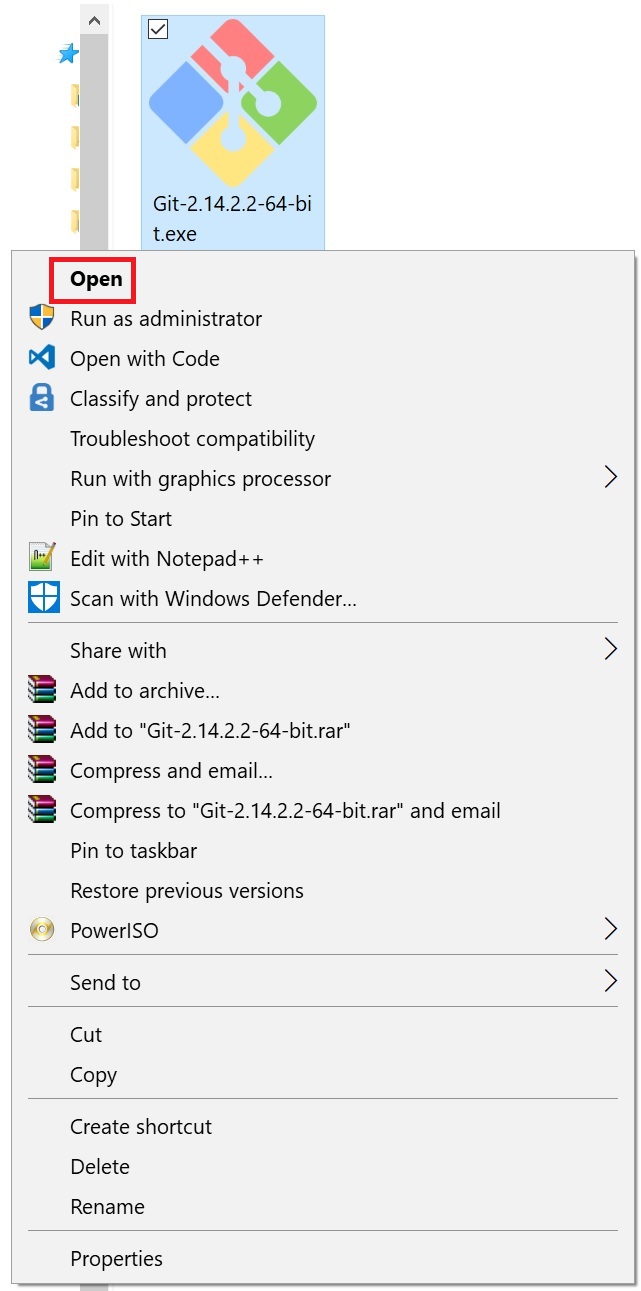 Git-2.14.2.2-64-bi
t.exe
Open
Run as administrator
Open with Code
Classify and protect
Troubleshoot compatibility
Run with graphics processor
Pin to Start
Edit with Notepad++
Scan with Windows Defender...
Share with
Add to archive...
Add to "Git-2.14.2.2-64-bit.rar"
Compress and email...
Compress to "Git-2.14.2.2-64-bit.rar" and email
Pin to taskbar
Restore previous versions
PowerISO
Send to
Cut
Copy
Create shortcut
Delete
Rename
Properties